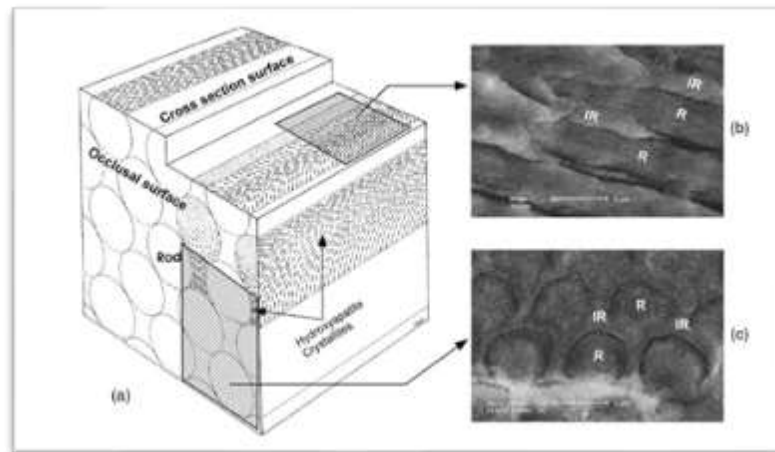 Cross section surface
Occlusal surface
Rod
Hydroxyapatite
Crystallites
(a)
IR
IR
R
R
(b)
R
IR
IR
R
(c)